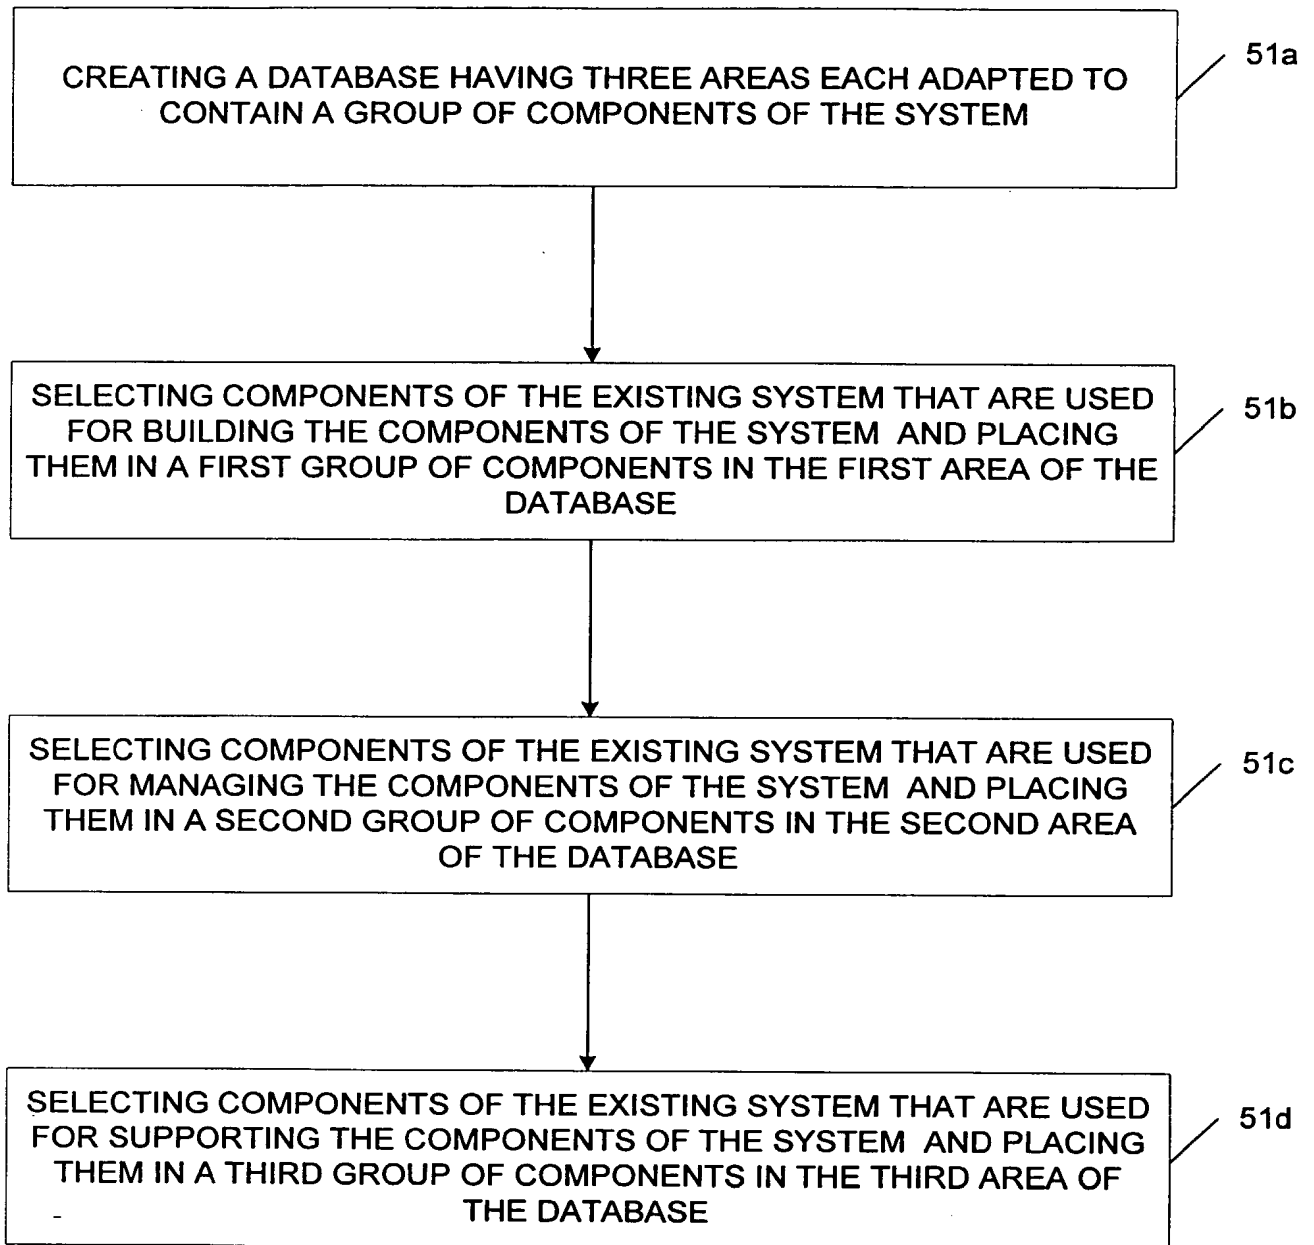 CREATING A DATABASE HAVING THREE AREAS EACH ADAPTED TO
CONTAIN A GROUP OF COMPONENTS OF THE SYSTEM
51a
SELECTING COMPONENTS OF THE EXISTING SYSTEM THAT ARE USED
FOR BUILDING THE COMPONENTS OF THE SYSTEM AND PLACING
THEM IN A FIRST GROUP OF COMPONENTS IN THE FIRST AREA OF THE
DATABASE
51b
SELECTING COMPONENTS OF THE EXISTING SYSTEM THAT ARE USED
FOR MANAGING THE COMPONENTS OF THE SYSTEM AND PLACING
THEM IN A SECOND GROUP OF COMPONENTS IN THE SECOND AREA
OF THE DATABASE
51c
SELECTING COMPONENTS OF THE EXISTING SYSTEM THAT ARE USED
FOR SUPPORTING THE COMPONENTS OF THE SYSTEM AND PLACING
THEM IN A THIRD GROUP OF COMPONENTS IN THE THIRD AREA OF
THE DATABASE
51d